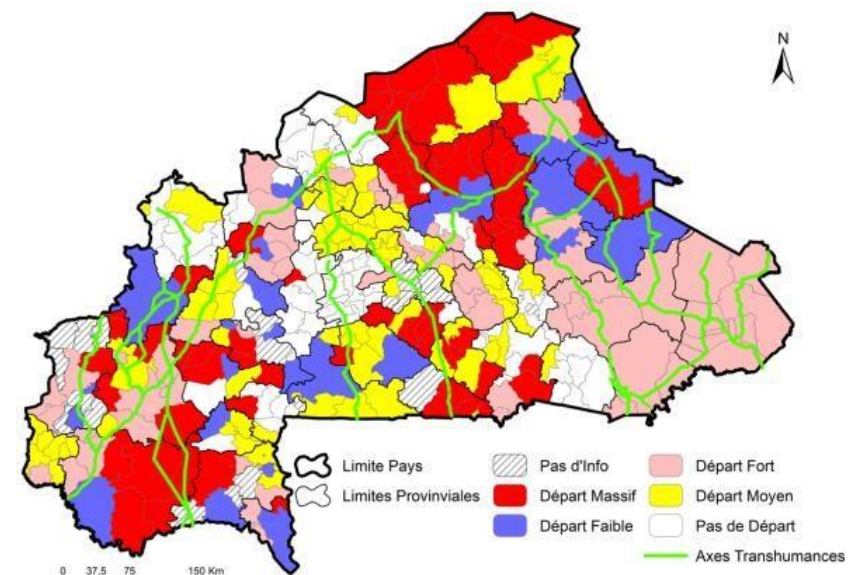 N
Limite Pays
Limites Provinviales
Pas d'Info
Départ Massif
Départ Faible
Départ Fort
Départ Moyen
Pas de Départ
Axes Transhumances
0 37,5 75 150 Km